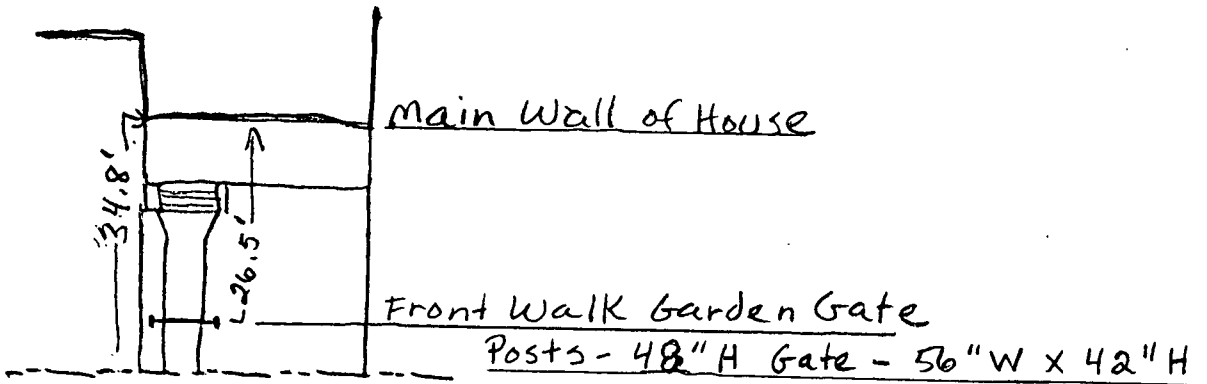 Main Wall of House
34.8'
26.5'
Front Walk Garden Gate
Posts - 48"H Gate - 56"W x 42"H